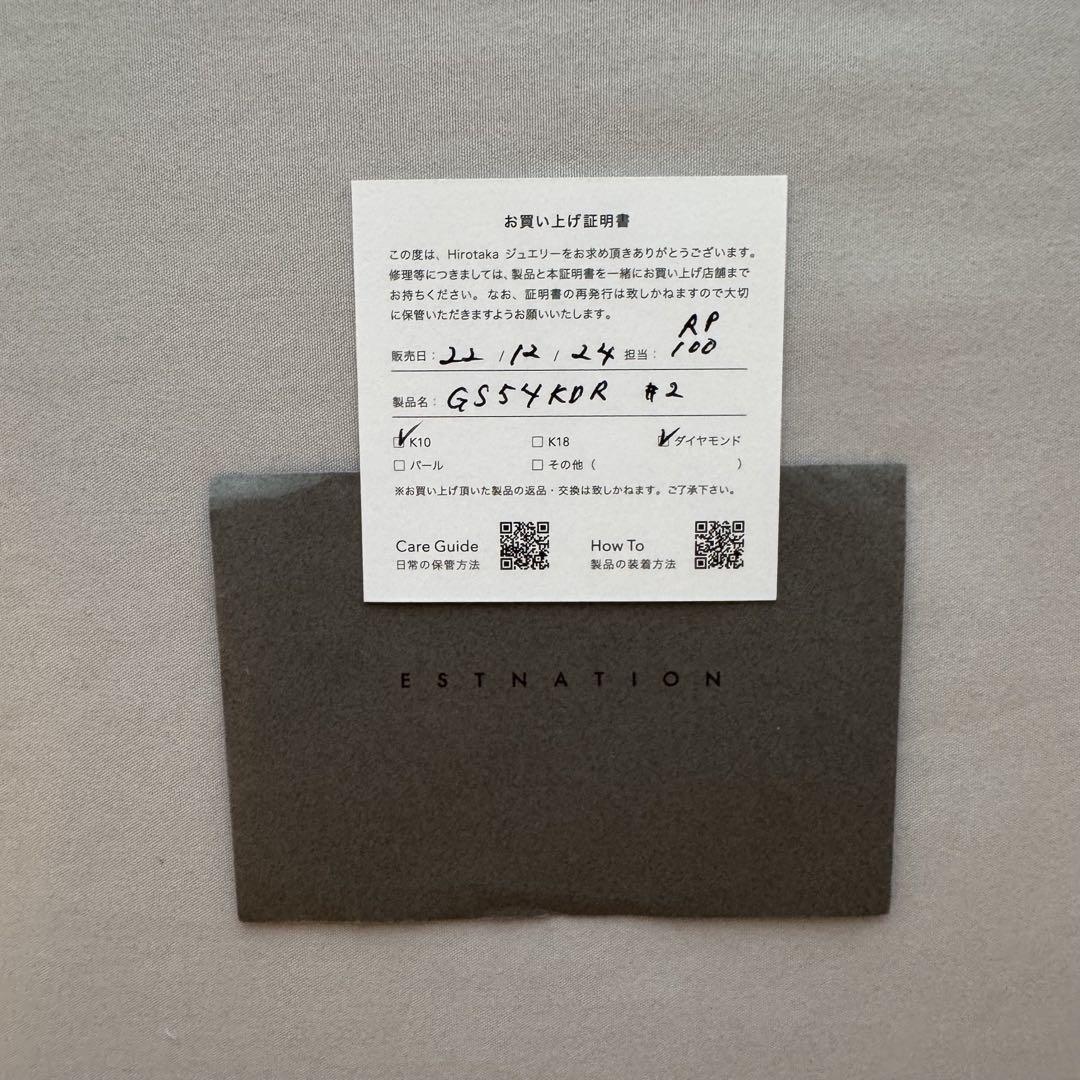 お買い上げ証明書
この度は、Hirotaka ジュエリーをお求め頂きありがとうございます。
修理等につきましては、製品と本証明書を一緒にお買い上げ店舗まで
お持ちください。なお、証明書の再発行は致しかねますので大切
に保管いただきますようお願いいたします。
RP
販売日： 22 / 12 / 24 担当： 100
製品名： GS54KDR #2
☑ K10 □ K18 ☑ ダイヤモンド
□ パール □ その他（ ）
※お買い上げ頂いた製品の返品・交換は致しかねます。ご了承下さい。
Care Guide How To
日常の保管方法 製品の装着方法
ESTNATION